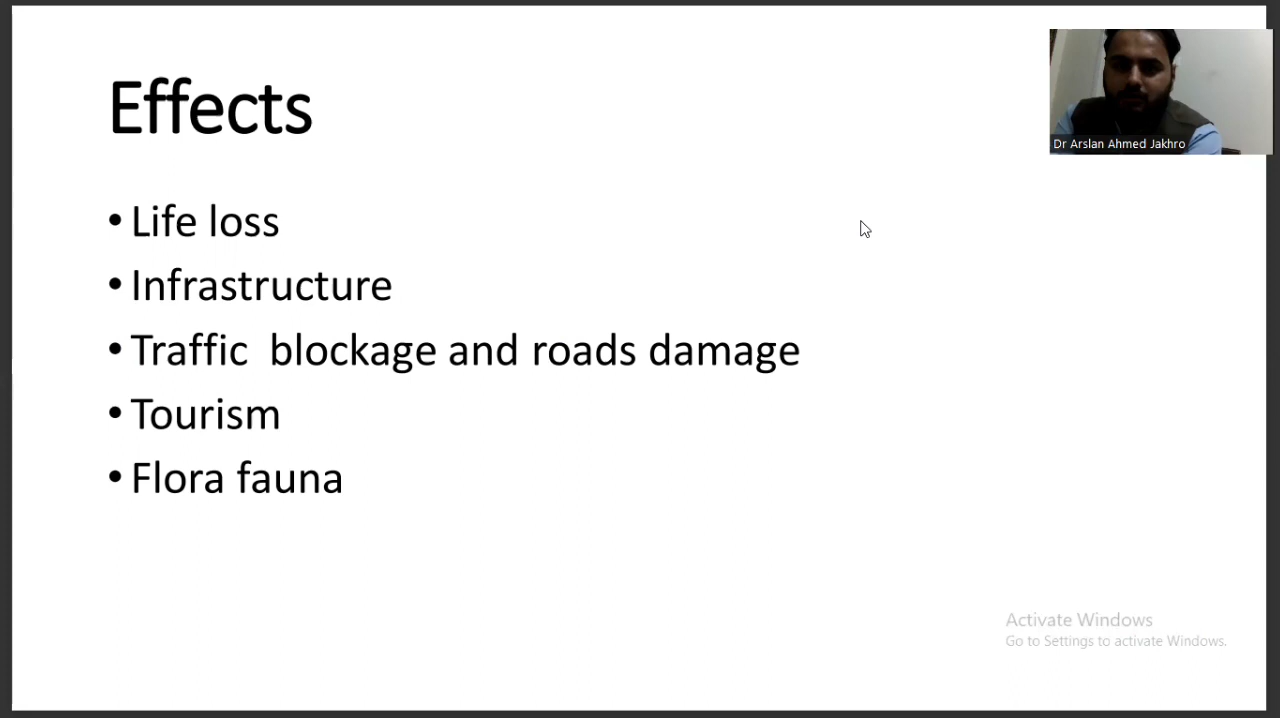 Effects
Dr Arslan Ahmed Jakhro
• Life loss
• Infrastructure
• Traffic  blockage and roads damage
• Tourism
• Flora fauna
Activate Windows
Go to Settings to activate Windows.